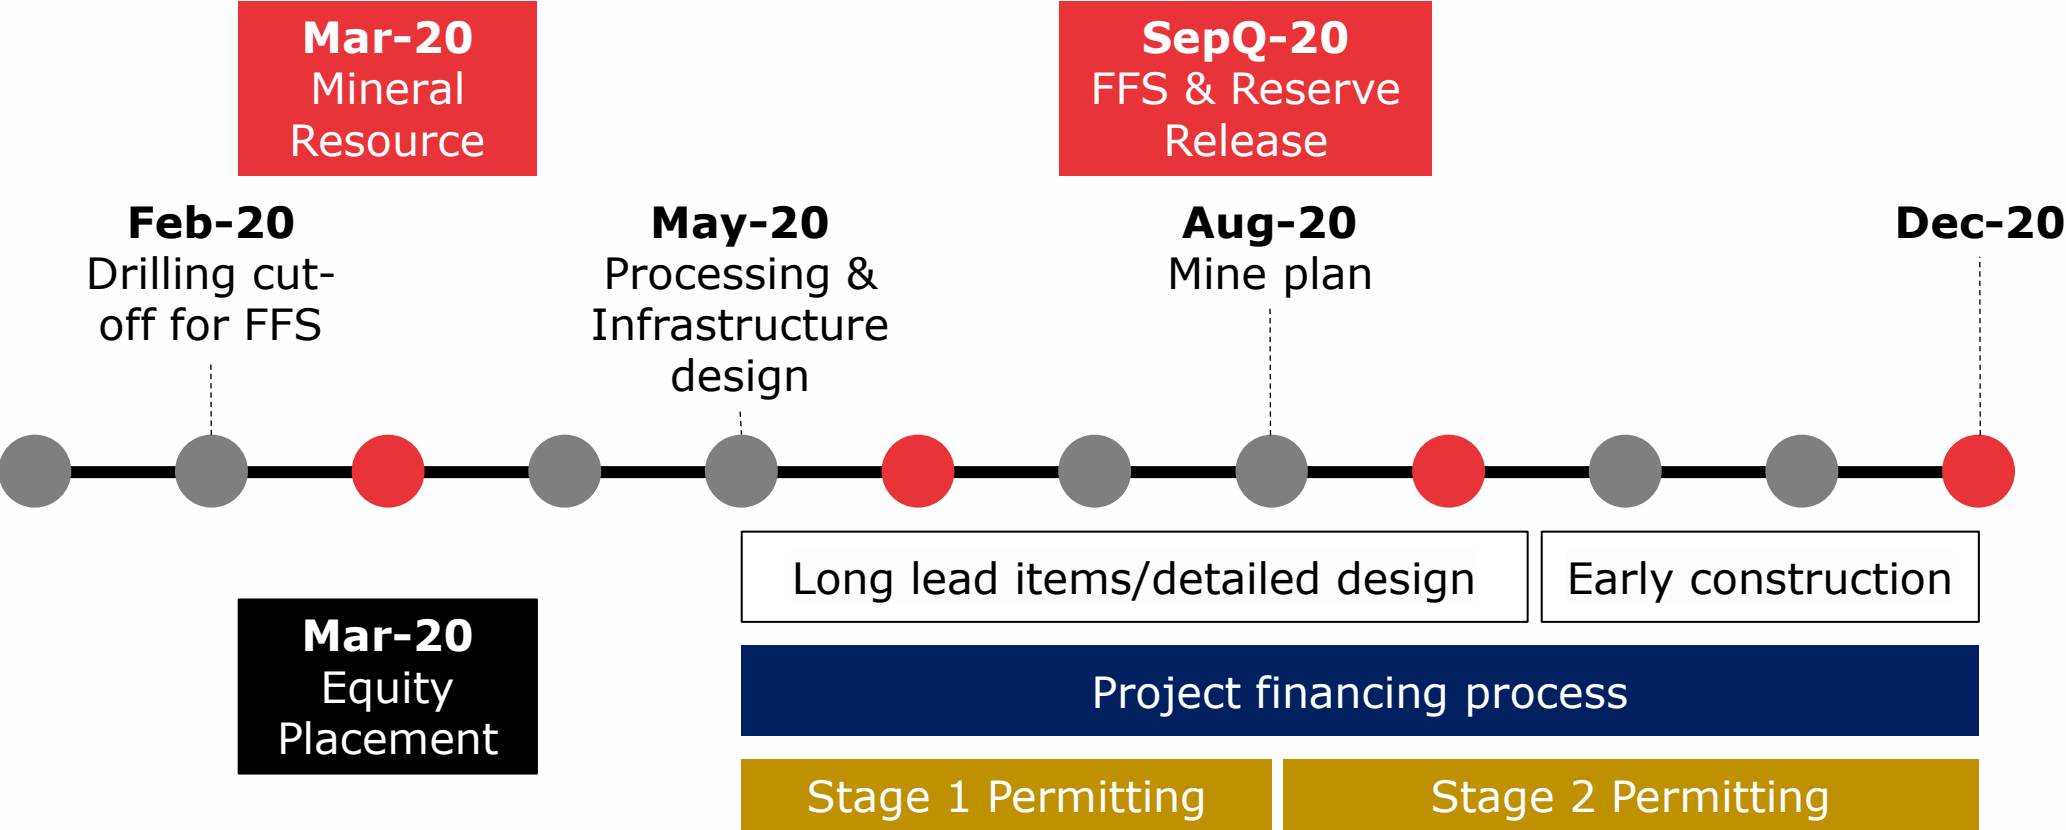 Mar-20
Mineral
Resource
SepQ-20
FFS & Reserve
Release
Feb-20
Drilling cut-
off for FFS
May-20
Processing &
Infrastructure
design
Aug-20
Mine plan
Dec-20
Long lead items/detailed design
Early construction
Mar-20
Equity
Placement
Project financing process
Stage 1 Permitting
Stage 2 Permitting